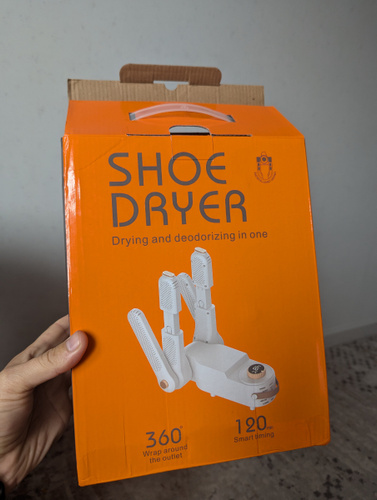 SHOE
DRYER
Drying and deodorizing in one
360°
Wrap around
the outlet
120
Smart timing